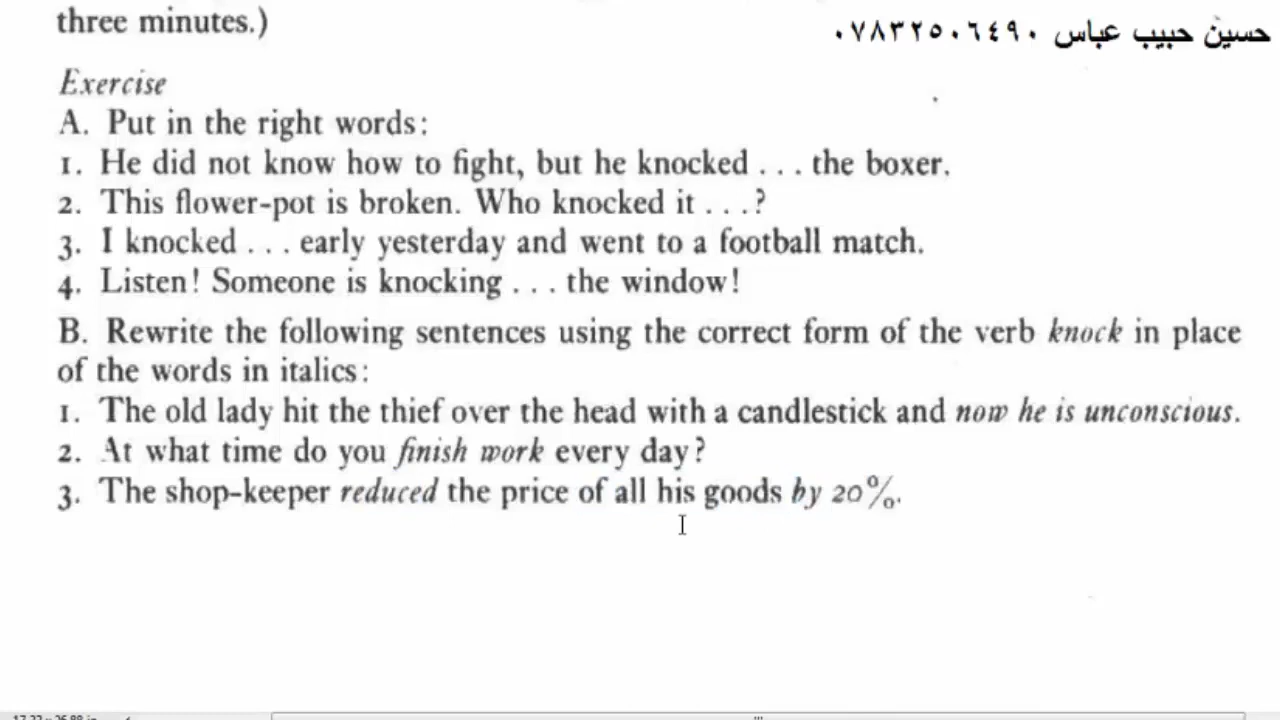 three minutes.)
حسين حبيب عباس ٠٧٨٣٢٥٠٦٤٩٠
Exercise
A. Put in the right words:
1. He did not know how to fight, but he knocked . . . the boxer.
2. This flower-pot is broken. Who knocked it . . .?
3. I knocked . . . early yesterday and went to a football match.
4. Listen! Someone is knocking . . . the window!
B. Rewrite the following sentences using the correct form of the verb knock in place
of the words in italics:
1. The old lady hit the thief over the head with a candlestick and now he is unconscious.
2. At what time do you finish work every day?
3. The shop-keeper reduced the price of all his goods by 20%.